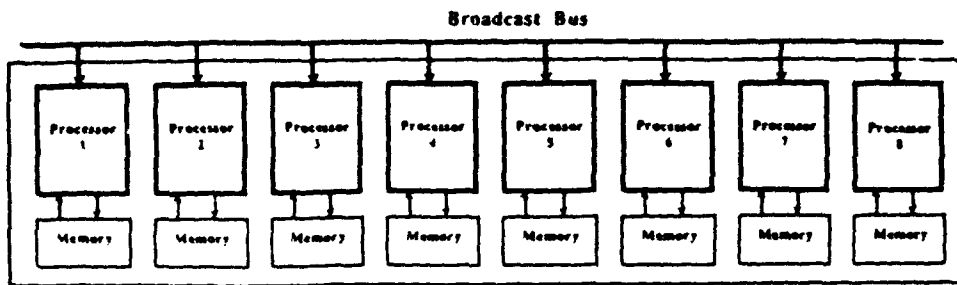 Broadcast Bus
Processor 1
Processor 2
Processor 3
Processor 4
Processor 5
Processor 6
Processor 7
Processor 8
Memory
Memory
Memory
Memory
Memory
Memory
Memory
Memory